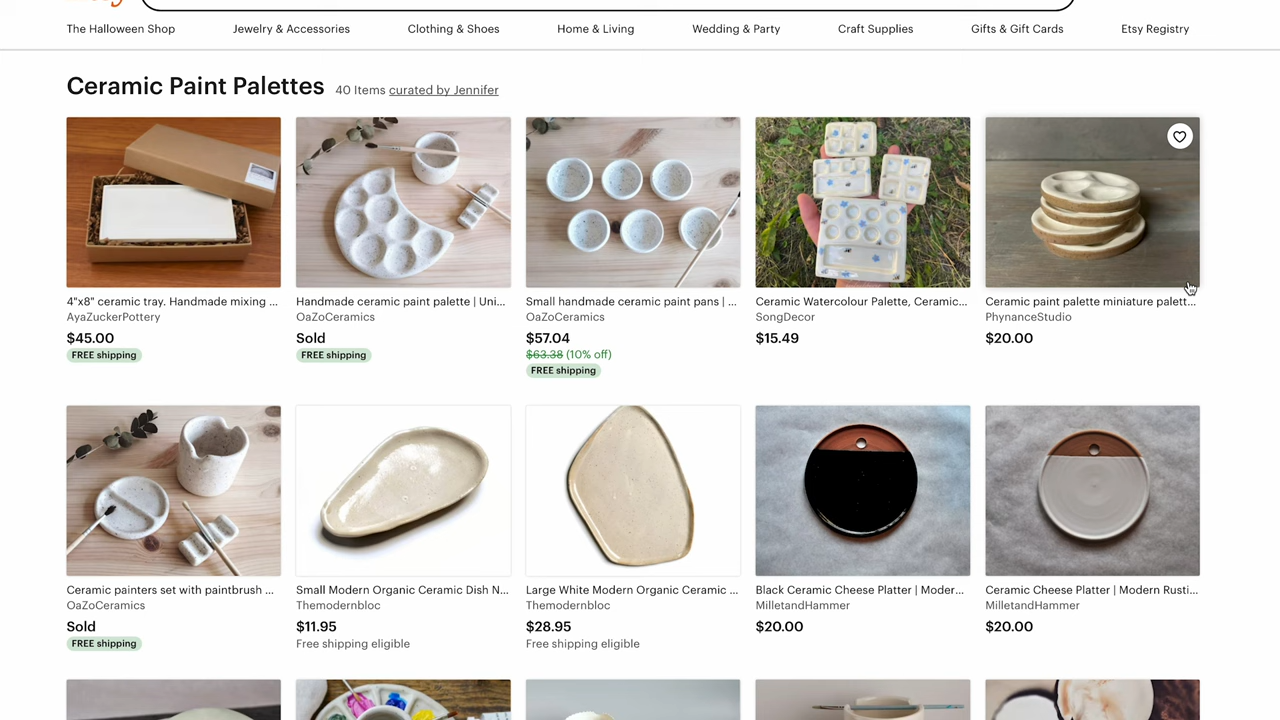 The Halloween Shop
Jewelry & Accessories
Clothing & Shoes
Home & Living
Wedding & Party
Craft Supplies
Gifts & Gift Cards
Etsy Registry
Ceramic Paint Palettes
40 Items curated by Jennifer
4"x8" ceramic tray. Handmade mixing ...
AyaZuckerPottery
$45.00
FREE shipping
Handmade ceramic paint palette | Uni...
OaZoCeramics
Sold
FREE shipping
Small handmade ceramic paint pans | ...
OaZoCeramics
$57.04
$63.38 (10% off)
FREE shipping
Ceramic Watercolour Palette, Ceramic...
SongDecor
$15.49
Ceramic paint palette miniature palett...
PhynanceStudio
$20.00
Ceramic painters set with paintbrush ...
OaZoCeramics
Sold
FREE shipping
Small Modern Organic Ceramic Dish N...
Themodernbloc
$11.95
Free shipping eligible
Large White Modern Organic Ceramic ...
Themodernbloc
$28.95
Free shipping eligible
Black Ceramic Cheese Platter | Moder...
MilletandHammer
$20.00
Ceramic Cheese Platter | Modern Rusti...
MilletandHammer
$20.00